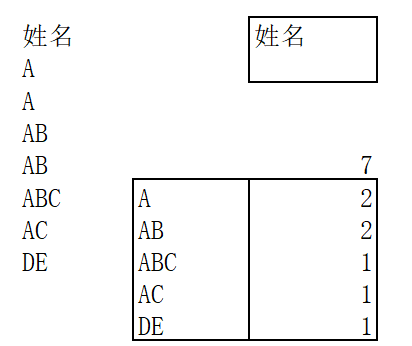 姓名 姓名
A
A
AB
AB 7
ABC A 2
AC AB 2
DE ABC 1
AC 1
DE 1